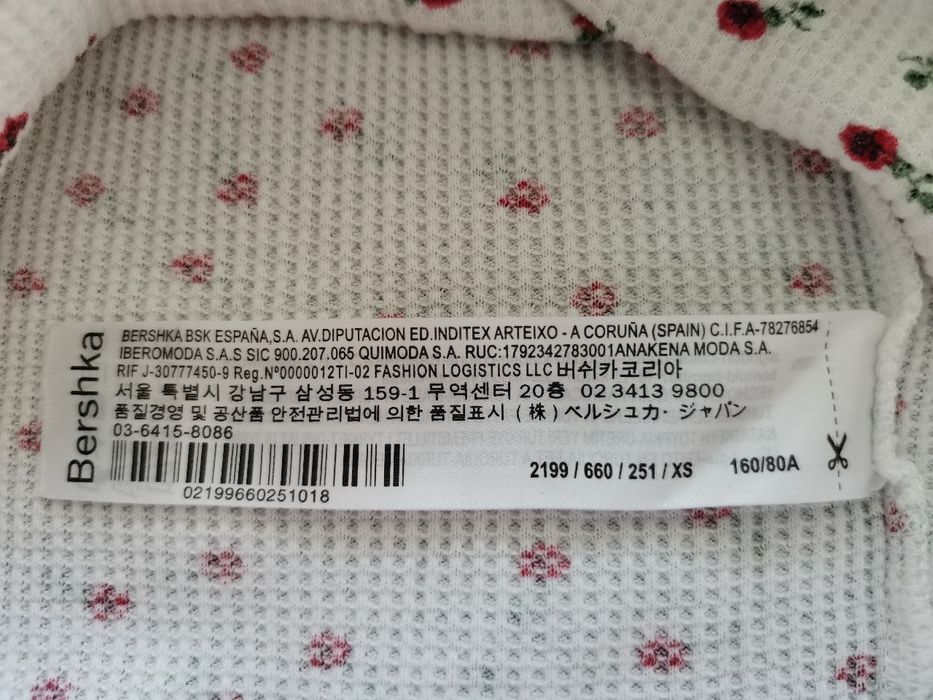 Bershka
BERSHKA BSK ESPAÑA,S.A. AV.DIPUTACION ED.INDITEX ARTEIXO - A CORUÑA (SPAIN) C.I.F.A-78276854
IBEROMODA S.A.S SIC 900.207.065 QUIMODA S.A. RUC:1792342783001ANAKENA MODA S.A.
RIF J-30777450-9 Reg.Nº0000012TI-02 FASHION LOGISTICS LLC 버쉬카코리아
서울 특별시 강남구 삼성동 159-1 무역센터 20층 02 3413 9800
품질경영 및 공산품 안전관리법에 의한 품질표시 (株) ベルシュカ・ジャパン
03-6415-8086
02199660251018
2199 / 660 / 251 / XS 160/80A